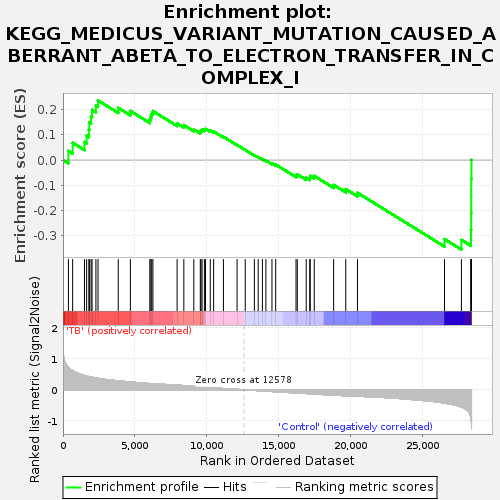 Enrichment plot:
KEGG_MEDICUS_VARIANT_MUTATION_CAUSED_A
BERRANT_ABETA_TO_ELECTRON_TRANSFER_IN_C
OMPLEX_I
Enrichment score (ES)
0.2
0.1
0.0
-0.1
-0.2
-0.3
Ranked list metric (Signal2Noise)
'TB' (positively correlated)
2
1
0
-1
Zero cross at 12578
'Control' (negatively correlated)
0
5,000
10,000
15,000
20,000
25,000
Rank in Ordered Dataset
Enrichment profile
Hits
Ranking metric scores